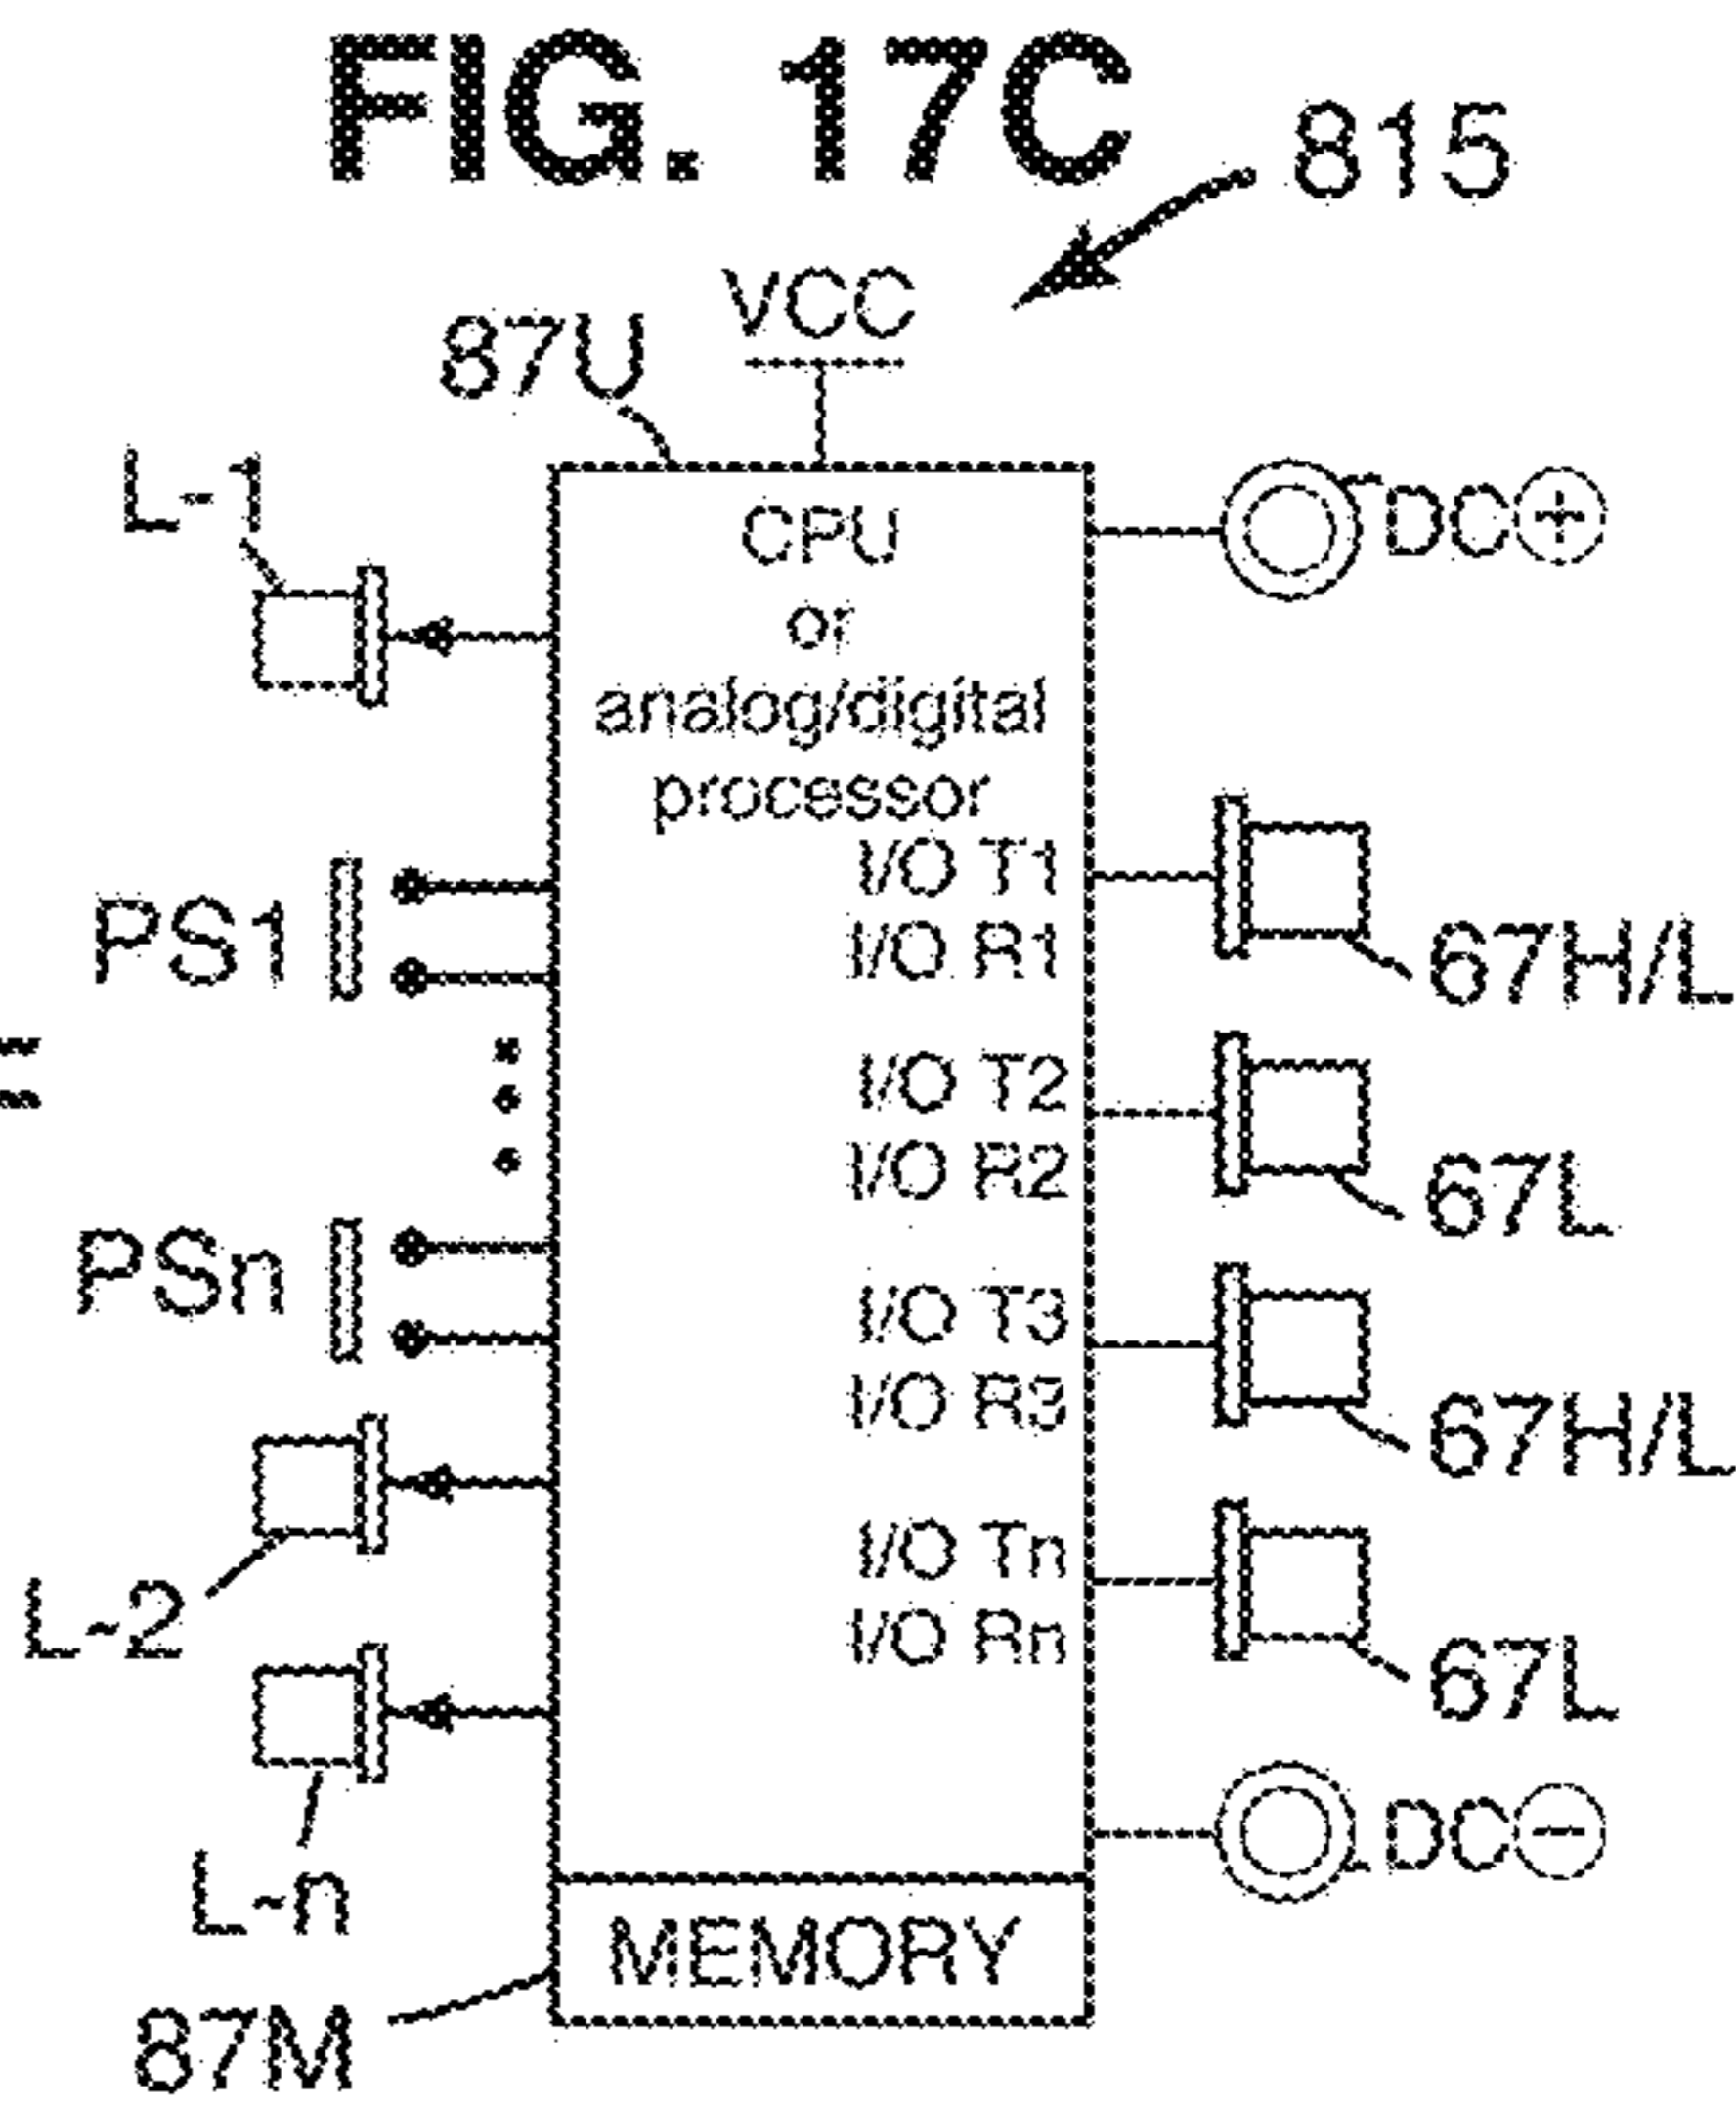 FIG. 17C
815
VCC
87U
L-1
CPU
or
analog/digital
processor
DC+
I/O T1
I/O R1
67H/L
PS1
I/O T2
I/O R2
67L
PSn
I/O T3
I/O R3
67H/L
L-2
I/O Tn
I/O Rn
67L
L-n
DC−
MEMORY
87M